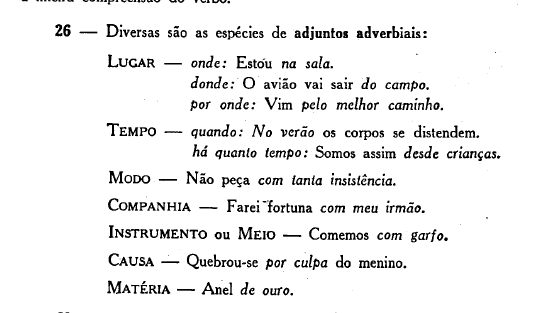 26 — Diversas são as espécies de adjuntos adverbiais:
LUGAR — onde: Estou na sala.
donde: O avião vai sair do campo.
por onde: Vim pelo melhor caminho.
TEMPO — quando: No verão os corpos se distendem.
há quanto tempo: Somos assim desde crianças.
MODO — Não peça com tanta insistência.
COMPANHIA — Farei fortuna com meu irmão.
INSTRUMENTO ou MEIO — Comemos com garfo.
CAUSA — Quebrou-se por culpa do menino.
MATÉRIA — Anel de ouro.